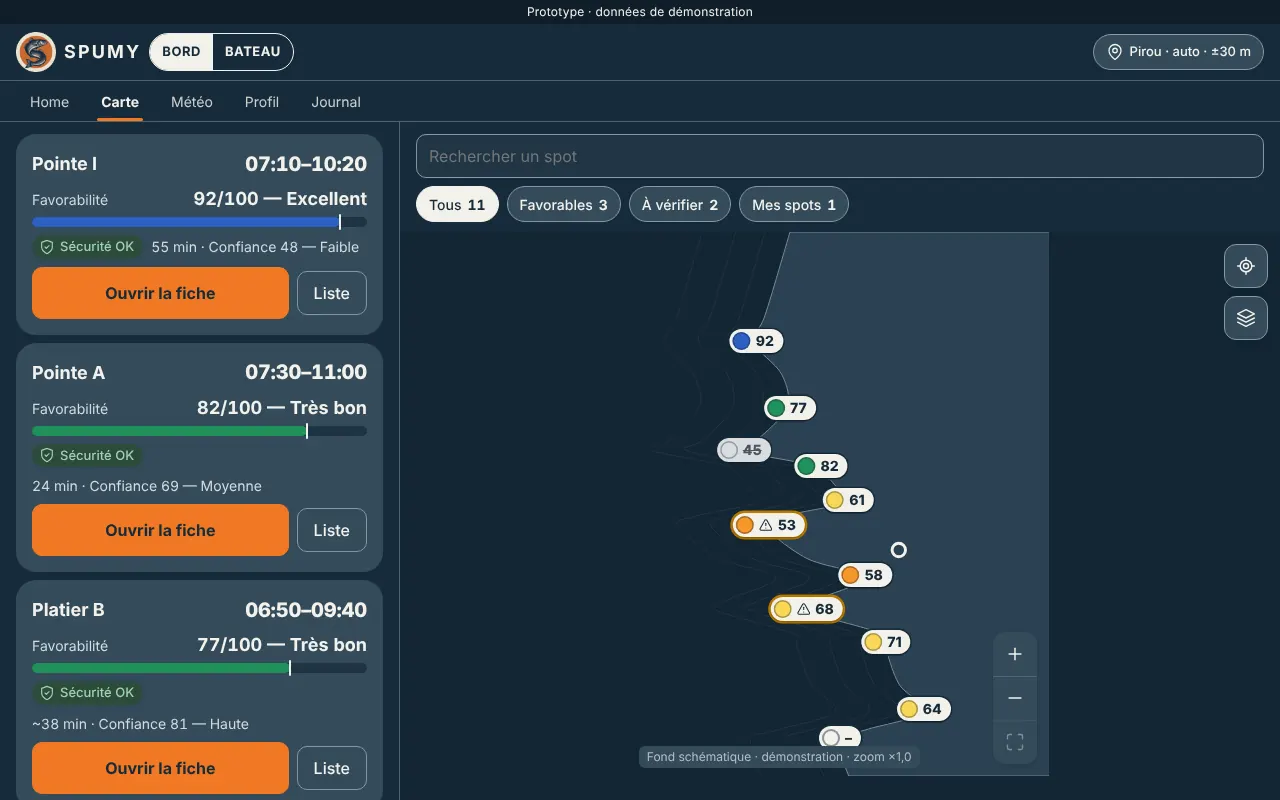 Prototype · données de démonstration
SPUMY
BORD
BATEAU
Pirou · auto · ±30 m
Home
Carte
Météo
Profil
Journal
Pointe I
07:10–10:20
Favorabilité
92/100 — Excellent
Sécurité OK
55 min · Confiance 48 — Faible
Ouvrir la fiche
Liste
Pointe A
07:30–11:00
Favorabilité
82/100 — Très bon
Sécurité OK
24 min · Confiance 69 — Moyenne
Ouvrir la fiche
Liste
Platier B
06:50–09:40
Favorabilité
77/100 — Très bon
Sécurité OK
~38 min · Confiance 81 — Haute
Ouvrir la fiche
Liste
Rechercher un spot
Tous 11
Favorables 3
À vérifier 2
Mes spots 1
92
77
45
82
61
53
58
68
71
64
–
+
−
Fond schématique · démonstration · zoom ×1,0